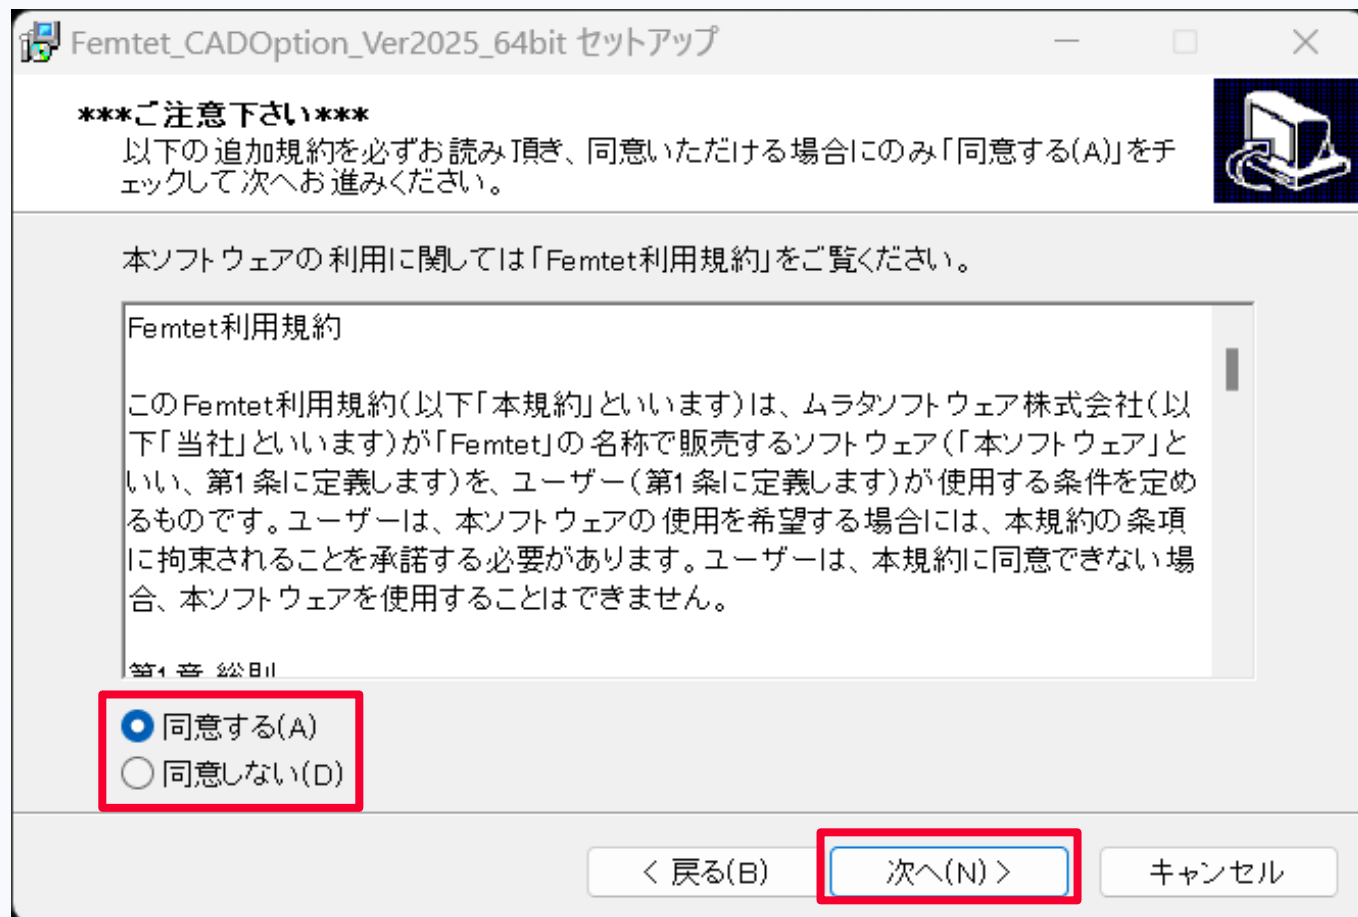 Femtet_CADOption_Ver2025_64bit セットアップ
***ご注意下さい***
以下の追加規約を必ずお読み頂き、同意いただける場合にのみ「同意する(A)」をチ
ェックして次へお進みください。
本ソフトウェアの利用に関しては「Femtet利用規約」をご覧ください。
Femtet利用規約
このFemtet利用規約(以下「本規約」といいます)は、ムラタソフトウェア株式会社(以
下「当社」といいます)が「Femtet」の名称で販売するソフトウェア(「本ソフトウェア」と
いい、第1条に定義します)を、ユーザー(第1条に定義します)が使用する条件を定め
るものです。ユーザーは、本ソフトウェアの使用を希望する場合には、本規約の条項
に拘束されることを承諾する必要があります。ユーザーは、本規約に同意できない場
合、本ソフトウェアを使用することはできません。
第1章 総則
同意する(A)
同意しない(D)
< 戻る(B)
次へ(N) >
キャンセル